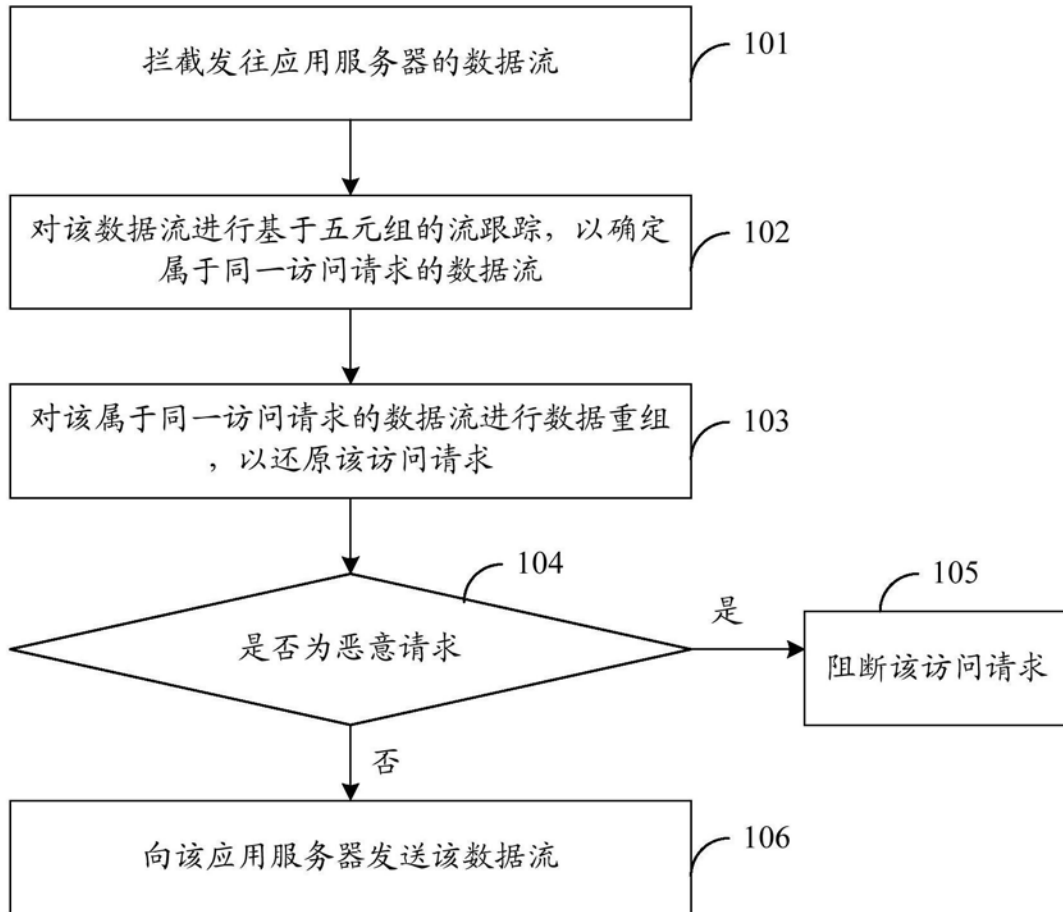 拦截发往应用服务器的数据流
101
对该数据流进行基于五元组的流跟踪，以确定
属于同一访问请求的数据流
102
对该属于同一访问请求的数据流进行数据重组
，以还原该访问请求
103
104
是否为恶意请求
是
105
阻断该访问请求
否
向该应用服务器发送该数据流
106